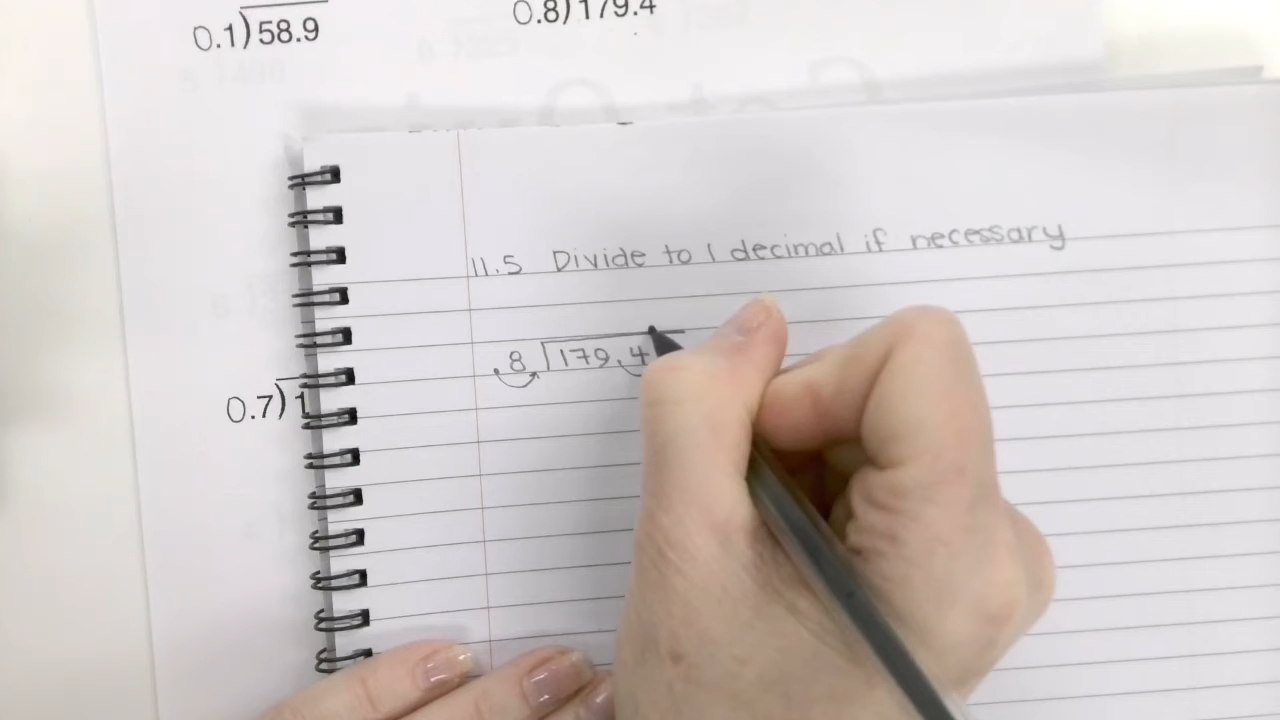 0.1)58.9
0.8)179.4
11.5 Divide to 1 decimal if necessary
.8 179.4
0.7)1